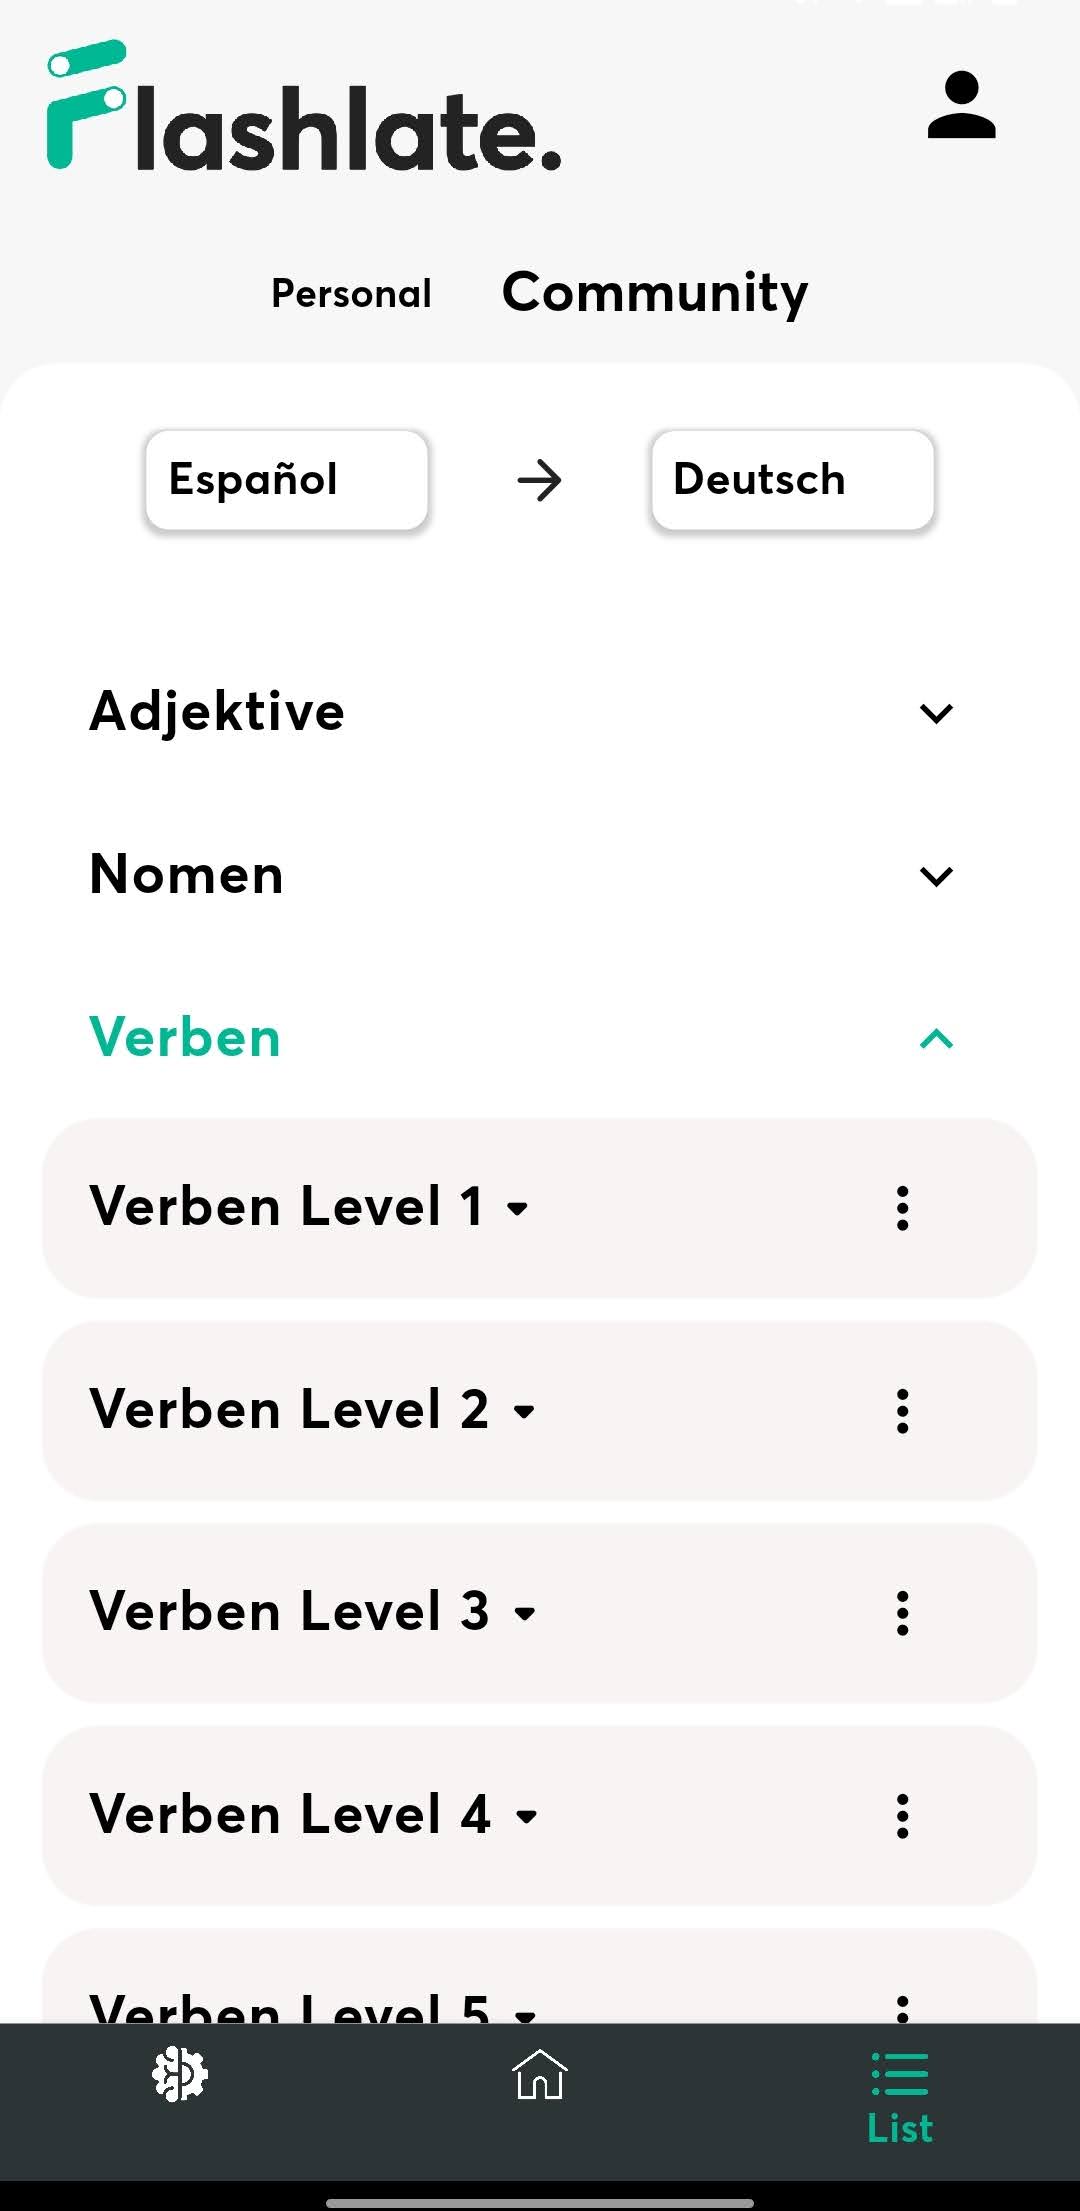 Flashlate.
Personal Community
Español → Deutsch
Adjektive
Nomen
Verben
Verben Level 1
Verben Level 2
Verben Level 3
Verben Level 4
Verben Level 5
List